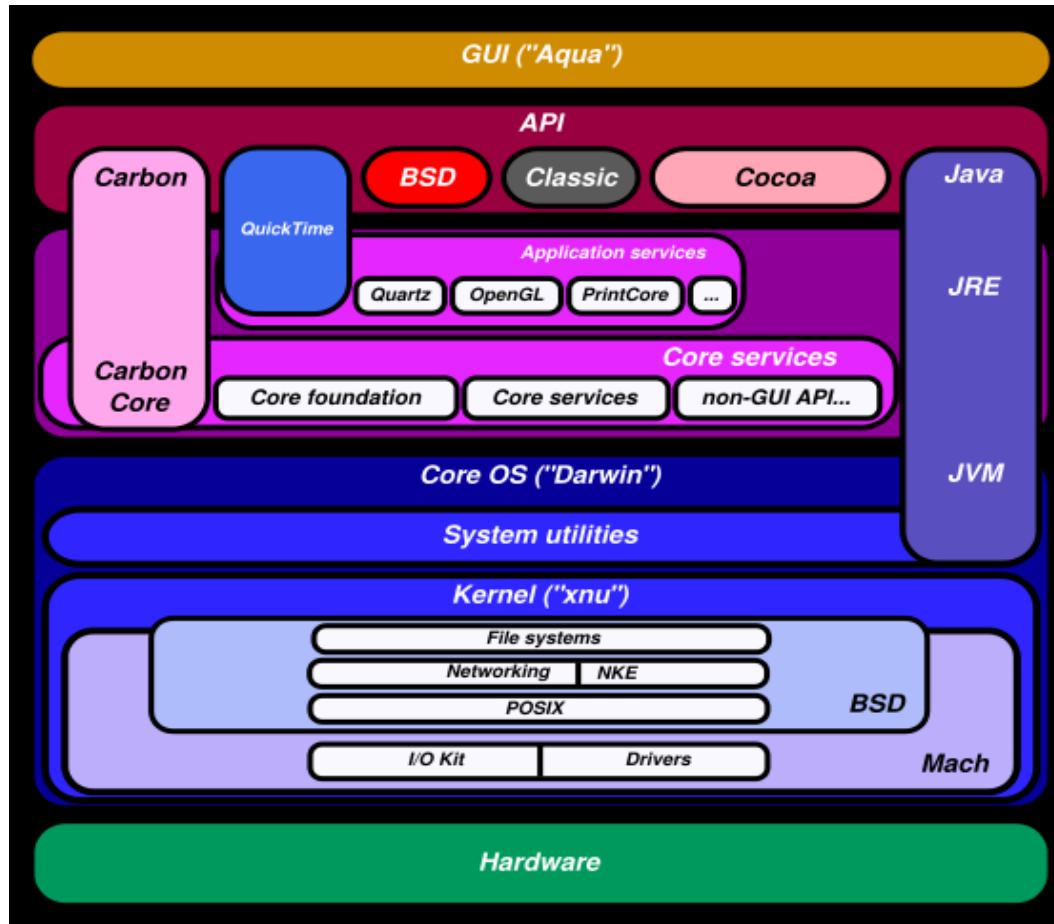 GUI ("Aqua")
API
Carbon
QuickTime
BSD
Classic
Cocoa
Java
Application services
Quartz
OpenGL
PrintCore
...
JRE
Carbon
Core
Core services
Core foundation
Core services
non-GUI API...
Core OS ("Darwin")
JVM
System utilities
Kernel ("xnu")
File systems
Networking
NKE
POSIX
BSD
I/O Kit
Drivers
Mach
Hardware